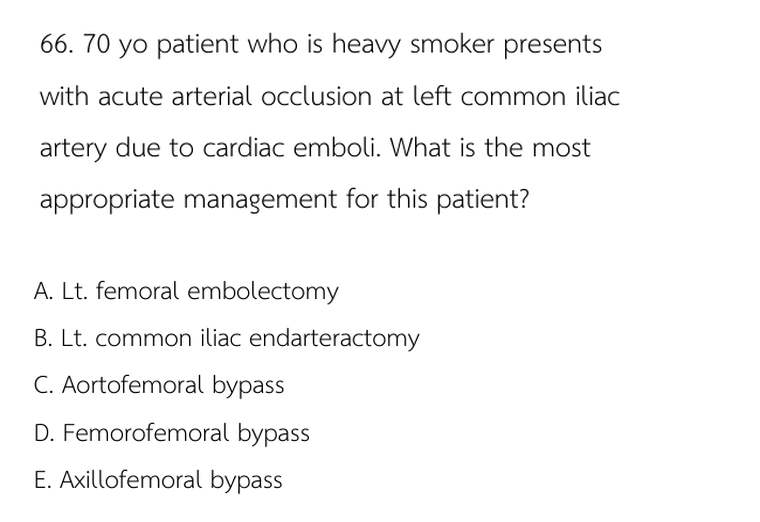 66. 70 yo patient who is heavy smoker presents
with acute arterial occlusion at left common iliac
artery due to cardiac emboli. What is the most
appropriate management for this patient?
A. Lt. femoral embolectomy
B. Lt. common iliac endarteractomy
C. Aortofemoral bypass
D. Femorofemoral bypass
E. Axillofemoral bypass